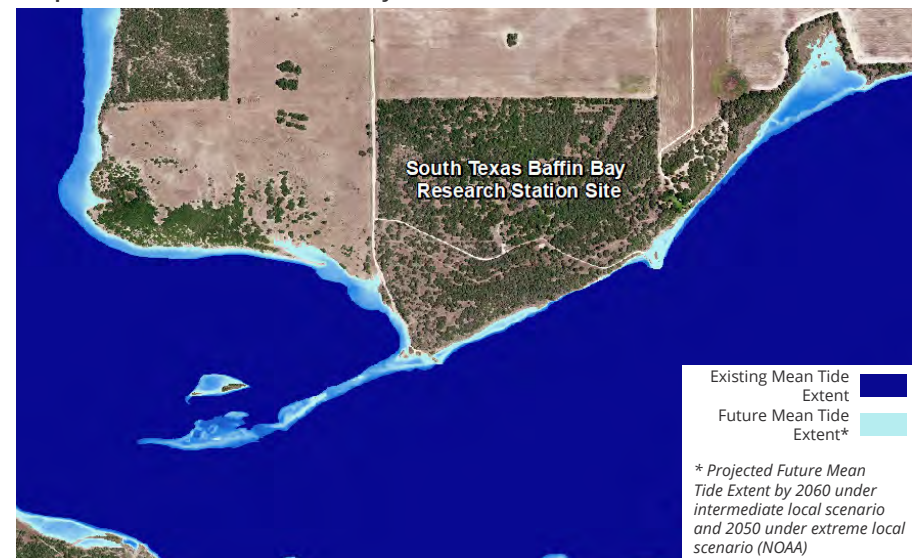 South Texas Baffin Bay
Research Station Site
Existing Mean Tide
Extent
Future Mean Tide
Extent*
* Projected Future Mean
Tide Extent by 2060 under
intermediate local scenario
and 2050 under extreme local
scenario (NOAA)